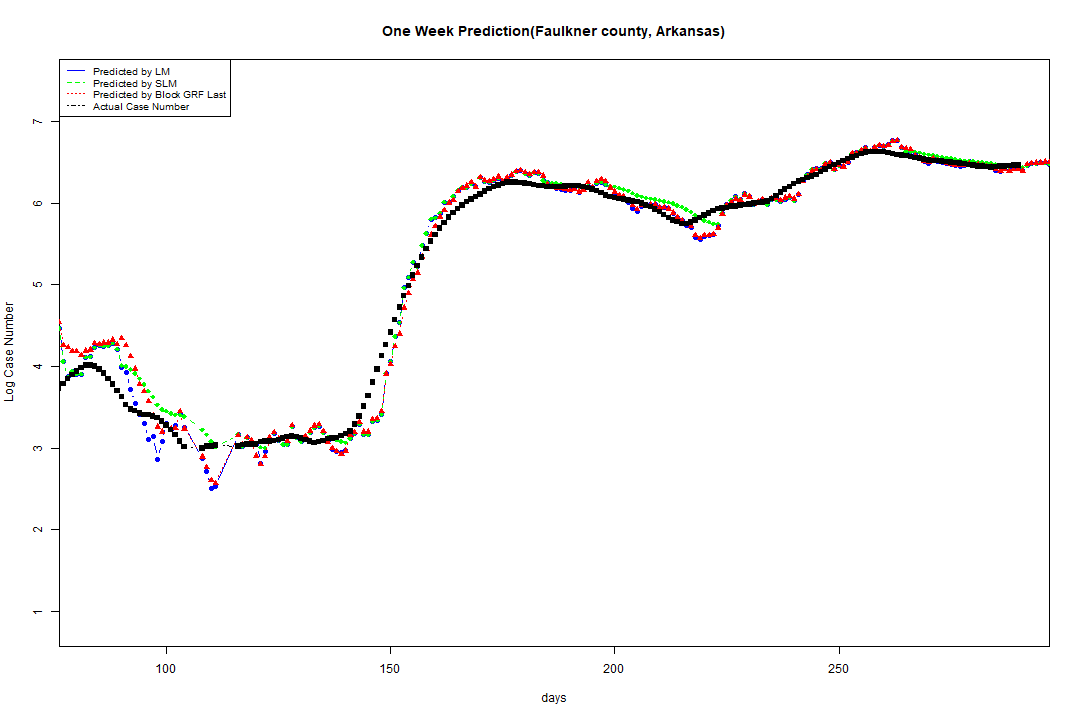 One Week Prediction(Faulkner county, Arkansas)
Predicted by LM
Predicted by SLM
Predicted by Block GRF Last
Actual Case Number
Log Case Number
7
6
5
4
3
2
1
100 150 200 250
days